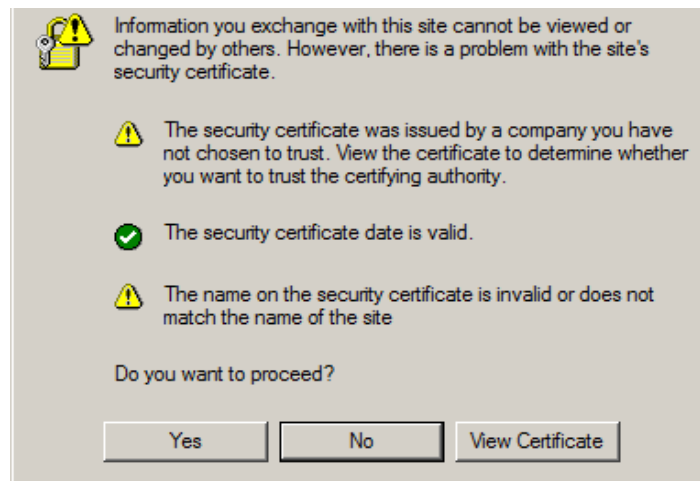 Information you exchange with this site cannot be viewed or
changed by others. However, there is a problem with the site's
security certificate.
The security certificate was issued by a company you have
not chosen to trust. View the certificate to determine whether
you want to trust the certifying authority.
The security certificate date is valid.
The name on the security certificate is invalid or does not
match the name of the site
Do you want to proceed?
Yes No View Certificate